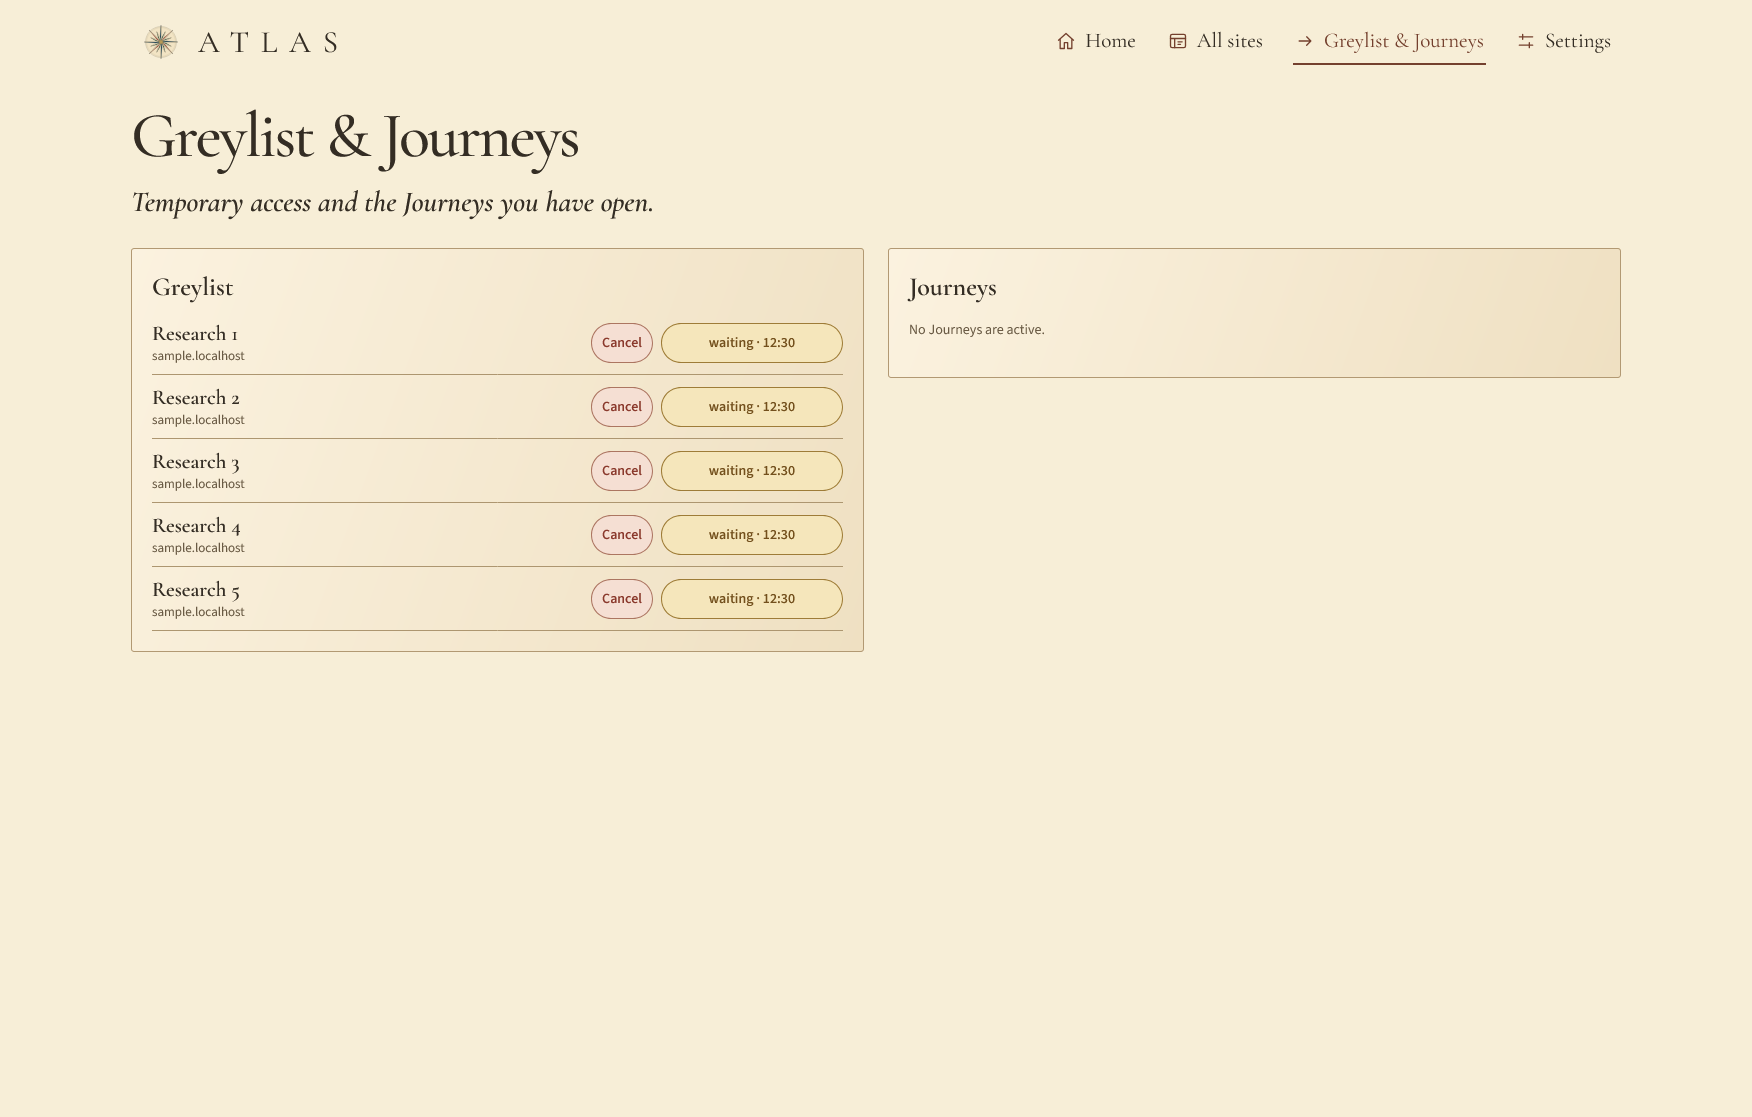 ATLAS
Home
All sites
Greylist & Journeys
Settings
Greylist & Journeys
Temporary access and the Journeys you have open.
Greylist
Research 1
sample.localhost
Cancel
waiting · 12:30
Research 2
sample.localhost
Cancel
waiting · 12:30
Research 3
sample.localhost
Cancel
waiting · 12:30
Research 4
sample.localhost
Cancel
waiting · 12:30
Research 5
sample.localhost
Cancel
waiting · 12:30
Journeys
No Journeys are active.